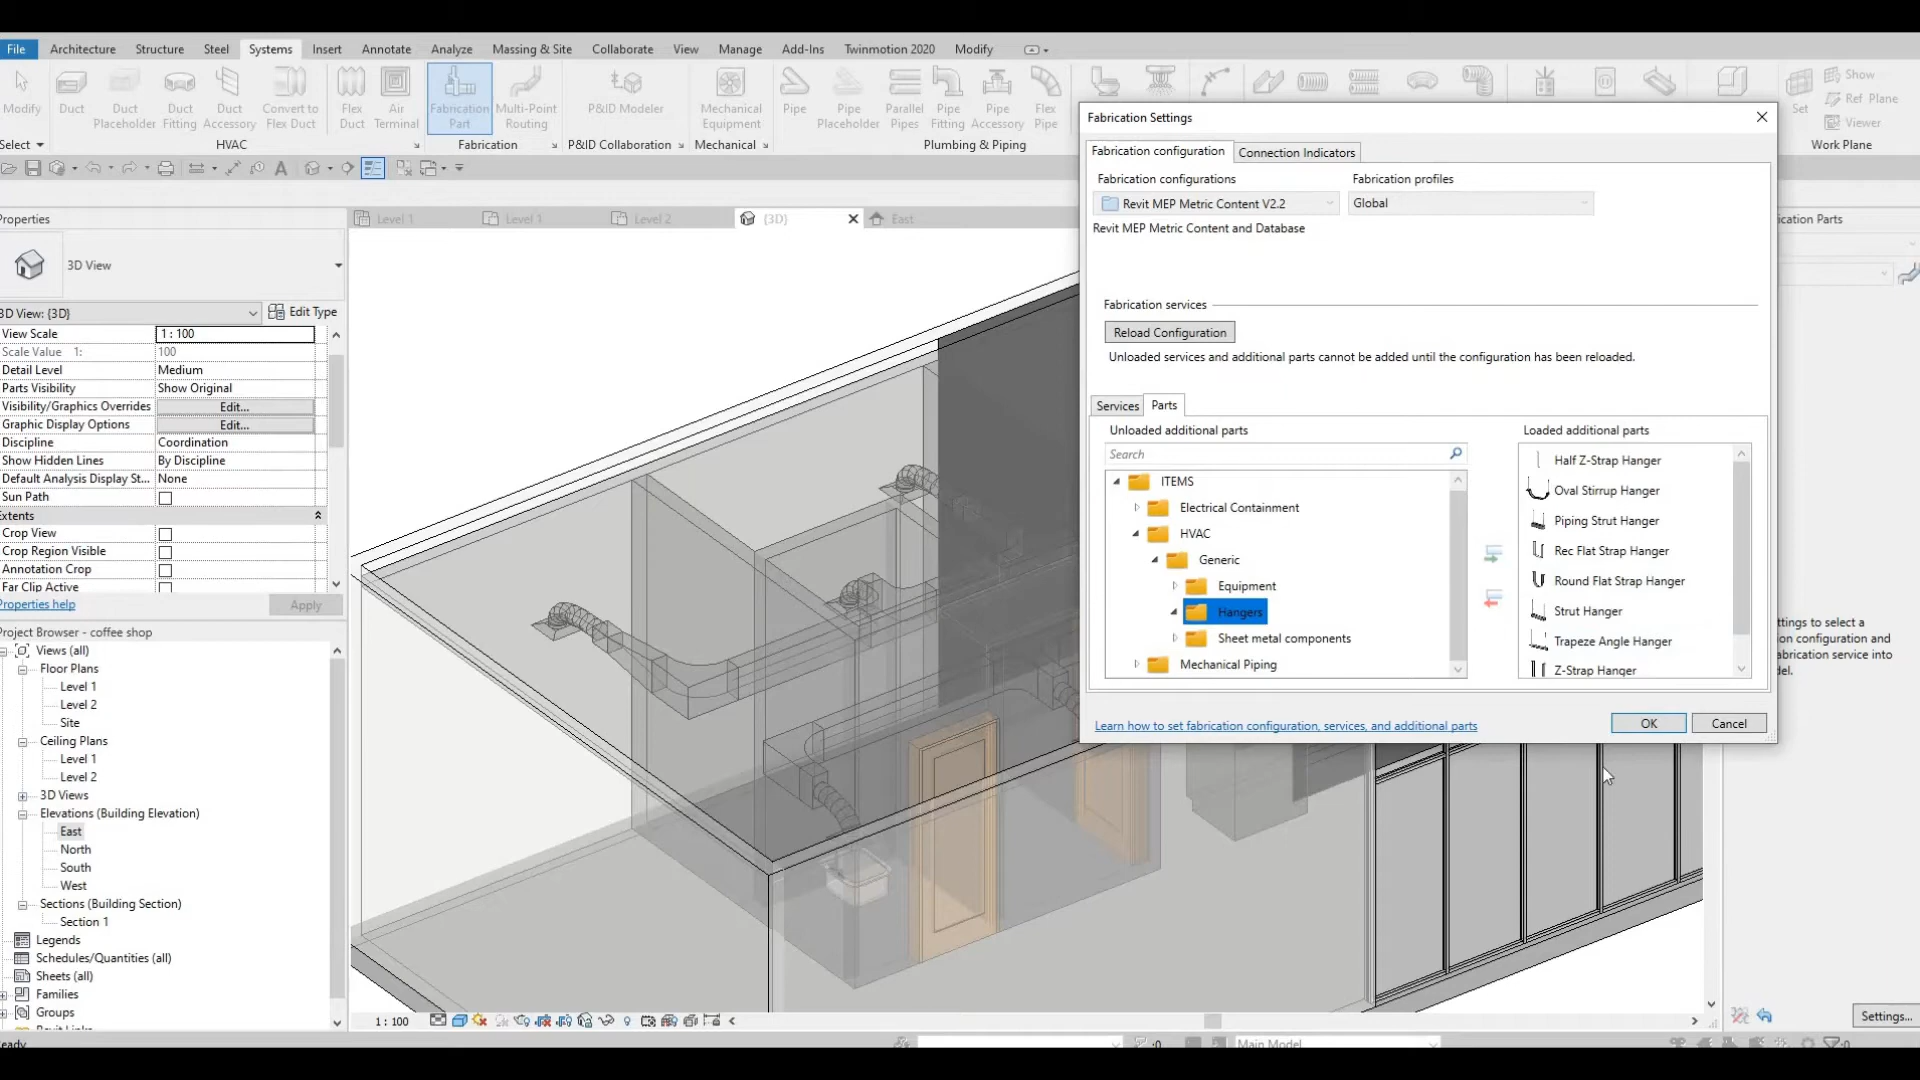 File Architecture Structure Steel Systems Insert Annotate Analyze Massing & Site Collaborate View Manage Add-Ins Twinmotion 2020 Modify
Modify Duct Duct Placeholder Duct Fitting Duct Accessory Convert to Flex Duct Flex Duct Air Terminal Fabrication Part Multi-Point Routing P&ID Modeler Mechanical Equipment Pipe Pipe Placeholder Parallel Pipes Pipe Fitting Pipe Accessory Flex Pipe Set Show
Ref Plane
Viewer
Select HVAC Fabrication P&ID Collaboration Mechanical Plumbing & Piping Work Plane
Properties
Level 1 Level 1 Level 2 {3D} East
3D View
3D View: {3D} Edit Type
View Scale 1 : 100
Scale Value 1: 100
Detail Level Medium
Parts Visibility Show Original
Visibility/Graphics Overrides Edit...
Graphic Display Options Edit...
Discipline Coordination
Show Hidden Lines By Discipline
Default Analysis Display St... None
Sun Path
Extents
Crop View
Crop Region Visible
Annotation Crop
Far Clip Active
Properties help Apply
Project Browser - coffee shop
Views (all)
Floor Plans
Level 1
Level 2
Site
Ceiling Plans
Level 1
Level 2
3D Views
Elevations (Building Elevation)
East
North
South
West
Sections (Building Section)
Section 1
Legends
Schedules/Quantities (all)
Sheets (all)
Families
Groups
Revit Links
1 : 100
eady
:0 Main Model :0
Fabrication Settings
Fabrication configuration Connection Indicators
Fabrication configurations Fabrication profiles
Revit MEP Metric Content V2.2 Global
Revit MEP Metric Content and Database
Fabrication services
Reload Configuration
Unloaded services and additional parts cannot be added until the configuration has been reloaded.
Services Parts
Unloaded additional parts Loaded additional parts
Search
ITEMS
Electrical Containment
HVAC
Generic
Equipment
Hangers
Sheet metal components
Mechanical Piping
Half Z-Strap Hanger
Oval Stirrup Hanger
Piping Strut Hanger
Rec Flat Strap Hanger
Round Flat Strap Hanger
Strut Hanger
Trapeze Angle Hanger
Z-Strap Hanger
Learn how to set fabrication configuration, services, and additional parts OK Cancel
ication Parts
ttings to select a
ion configuration and
abrication service into
del.
Settings...